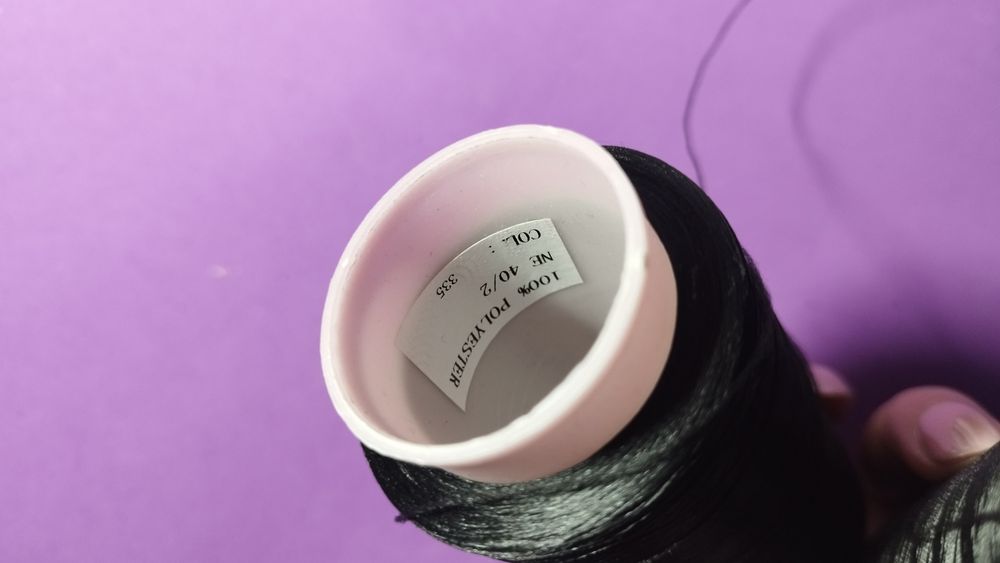 100% POLYESTER
NE 40/2
COL. : 335